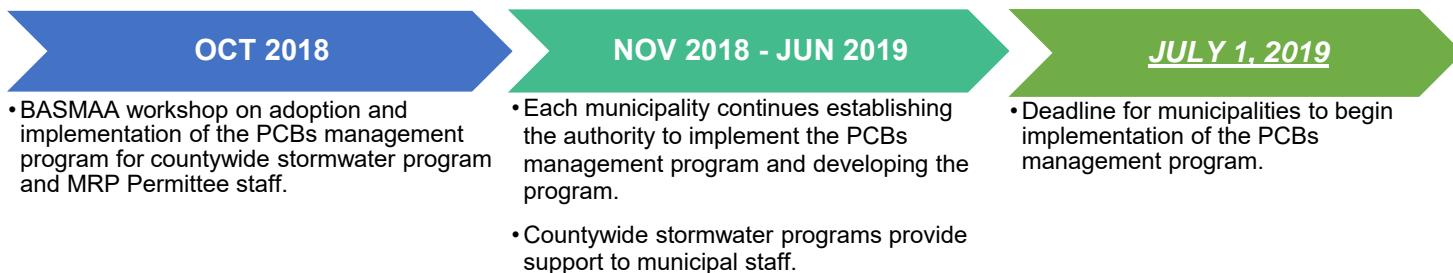 OCT 2018
• BASMAA workshop on adoption and
implementation of the PCBs management
program for countywide stormwater program
and MRP Permittee staff.
NOV 2018 - JUN 2019
• Each municipality continues establishing
the authority to implement the PCBs
management program and developing the
program.
• Countywide stormwater programs provide
support to municipal staff.
JULY 1, 2019
• Deadline for municipalities to begin
implementation of the PCBs
management program.